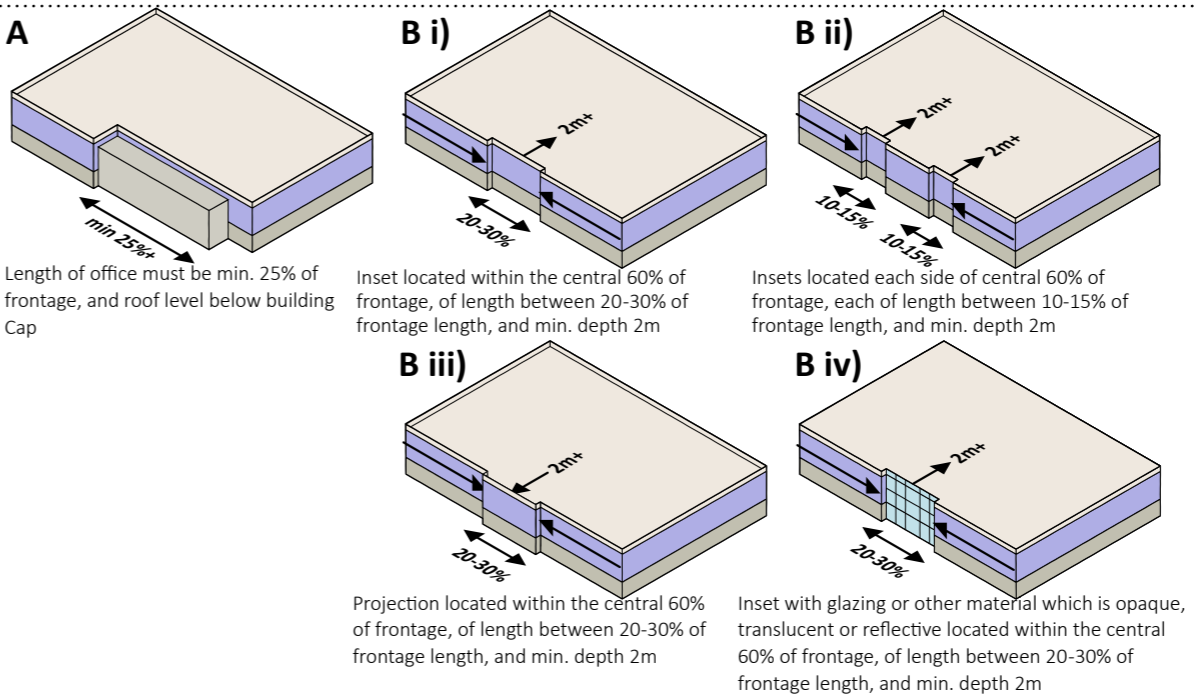 A
min 25%+
Length of office must be min. 25% of
frontage, and roof level below building
Cap
B i)
2m+
20-30%
Inset located within the central 60% of
frontage, of length between 20-30% of
frontage length, and min. depth 2m
B ii)
2m+
2m+
10-15%
10-15%
Insets located each side of central 60% of
frontage, each of length between 10-15% of
frontage length, and min. depth 2m
B iii)
2m+
20-30%
Projection located within the central 60%
of frontage, of length between 20-30% of
frontage length, and min. depth 2m
B iv)
2m+
20-30%
Inset with glazing or other material which is opaque,
translucent or reflective located within the central
60% of frontage, of length between 20-30% of
frontage length, and min. depth 2m